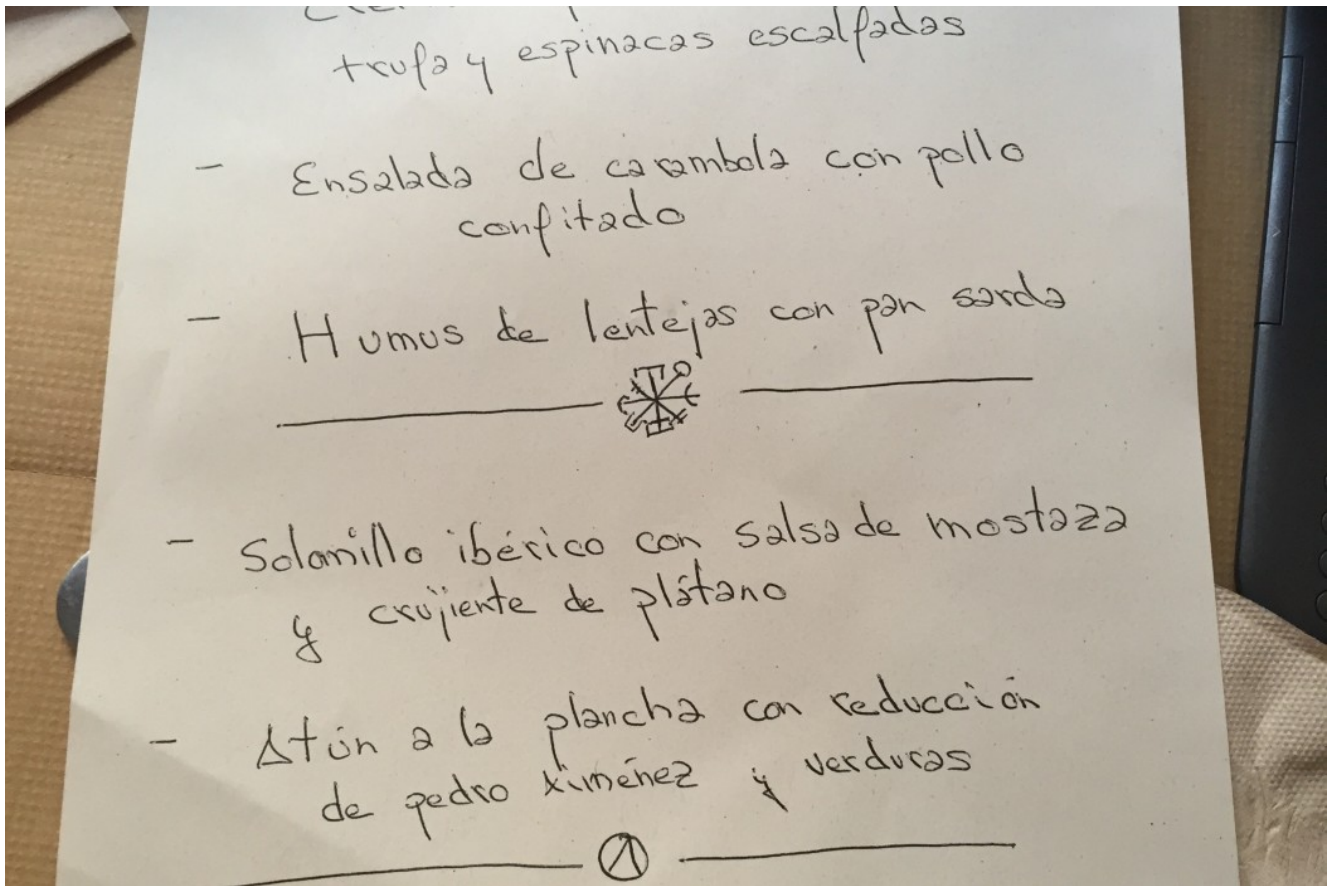 trufa y espinacas escalfadas
- Ensalada de carambola con pollo
confitado
- Humus de lentejas con pan sarda
- Solomillo ibérico con salsa de mostaza
y crujiente de plátano
- Atún a la plancha con reducción
de pedro ximénez y verduras